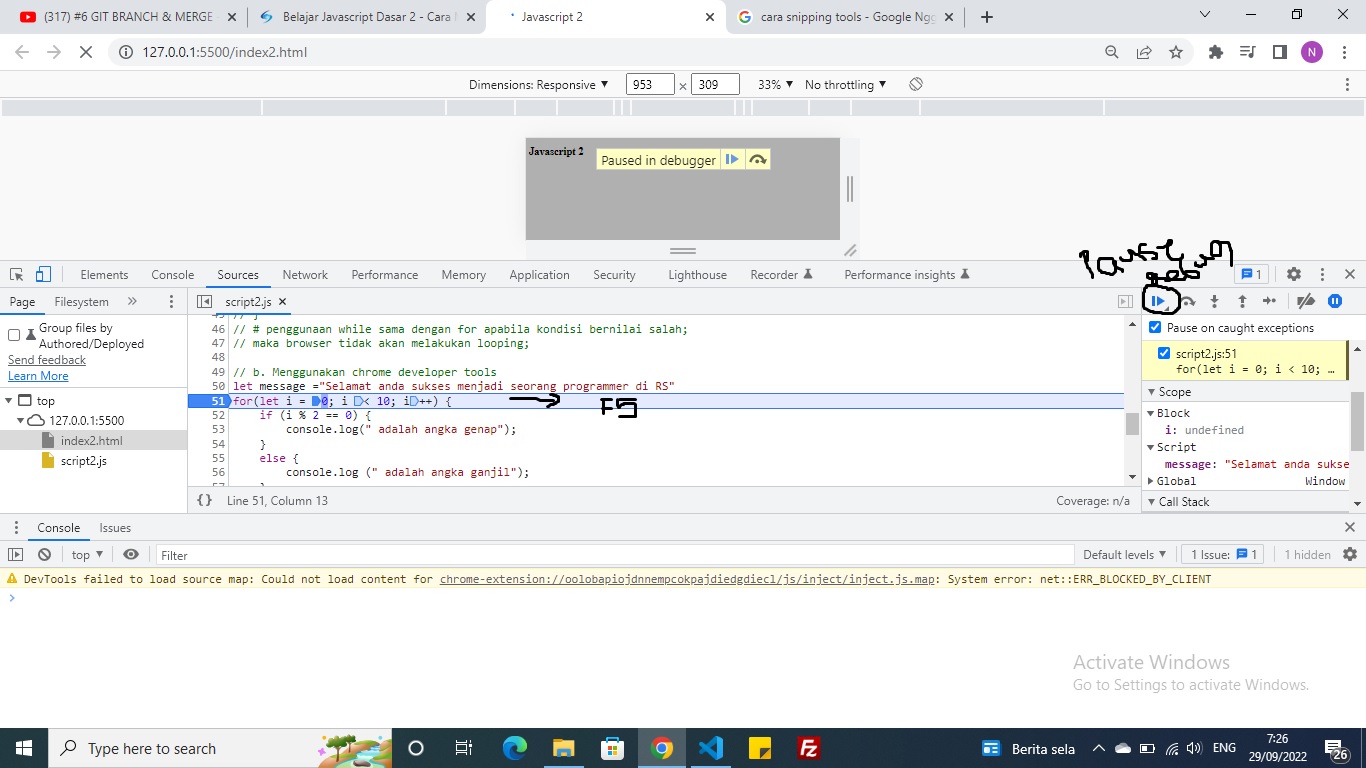 (317) #6 GIT BRANCH & MERGE
Belajar Javascript Dasar 2 - Cara
Javascript 2
cara snipping tools - Google
127.0.0.1:5500/index2.html
N
Dimensions: Responsive 953 × 309 33% No throttling
Javascript 2
Paused in debugger
Elements Console Sources Network Performance Memory Application Security Lighthouse Recorder Performance insights 1
Page Filesystem
script2.js
Group files by
Authored/Deployed
Send feedback
Learn More
top
127.0.0.1:5500
index2.html
script2.js
46 // # penggunaan while sama dengan for apabila kondisi bernilai salah;
47 // maka browser tidak akan melakukan looping;
48
49 // b. Menggunakan chrome developer tools
50 let message ="Selamat anda sukses menjadi seorang programmer di RS"
51 for(let i = 0; i < 10; i++) {
F5
52 if (i % 2 == 0) {
53 console.log(" adalah angka genap");
54 }
55 else {
56 console.log (" adalah angka ganjil");
{} Line 51, Column 13
Coverage: n/a
Pause on caught exceptions
script2.js:51
for(let i = 0; i < 10; …
Scope
Block
i: undefined
Script
message: "Selamat anda sukse
Global Window
Call Stack
Console Issues
top Filter Default levels 1 Issue: 1 1 hidden
DevTools failed to load source map: Could not load content for chrome-extension://oolobapiojdnnempcokpajdiedgdiecl/js/inject/inject.js.map: System error: net::ERR_BLOCKED_BY_CLIENT
Activate Windows
Go to Settings to activate Windows.
Type here to search
Berita sela
ENG
7:26
29/09/2022
26